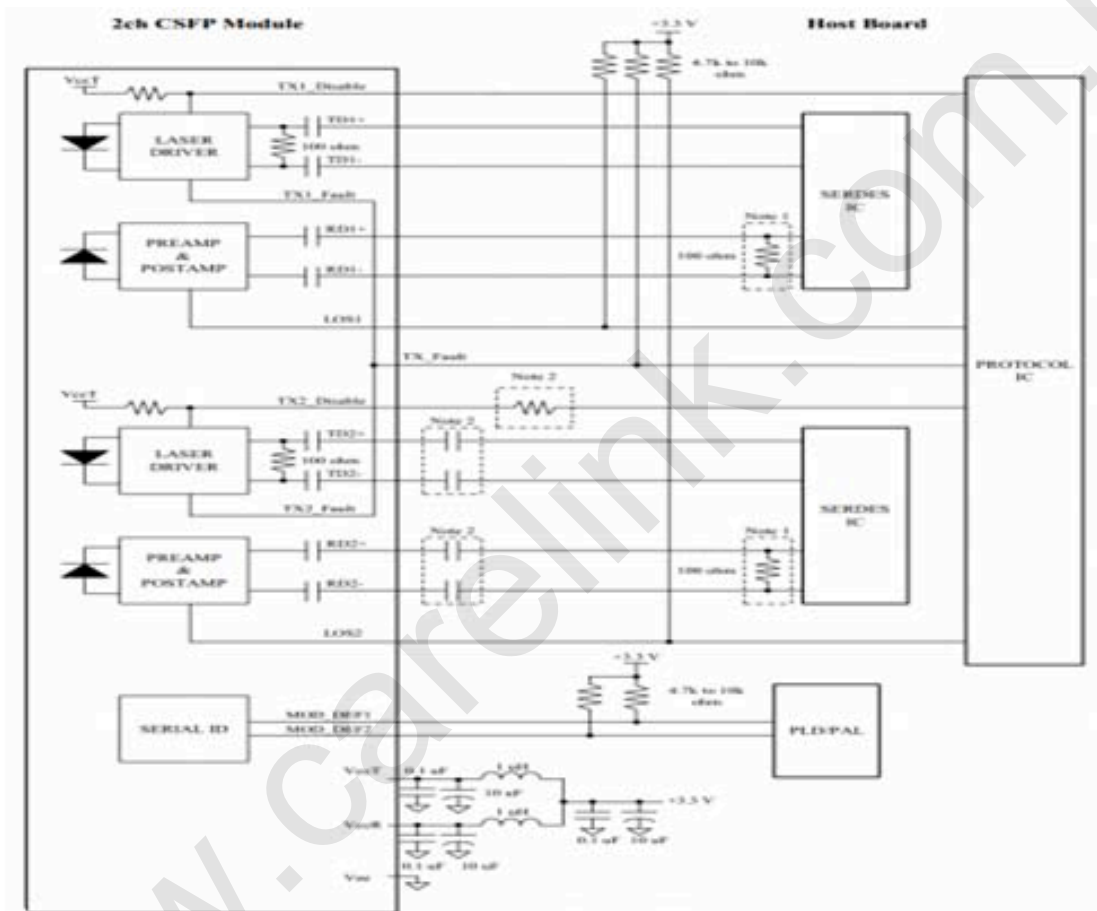 2ch CSFP Module
Host Board
+3.3 V
4.7k to 10k
ohm
VccT
TX1_Disable
LASER
DRIVER
TD1+
100 ohm
TD1-
TX1_Fault
SERDES
IC
PREAMP
&
POSTAMP
RD1+
RD1-
Note 1
100 ohm
LOS1
TX_Fault
PROTOCOL
IC
Note 2
VccT
TX2_Disable
Note 2
LASER
DRIVER
TD2+
100 ohm
TD2-
TX2_Fault
SERDES
IC
Note 2
Note 1
PREAMP
&
POSTAMP
RD2+
RD2-
100 ohm
LOS2
+3.3 V
4.7k to 10k
ohm
SERIAL ID
MOD_DEF1
MOD_DEF2
PLD/PAL
VccT
0.1 uF
10 uF
1 uH
+3.3 V
1 uH
VccR
0.1 uF
10 uF
0.1 uF
10 uF
www.carelink.com.